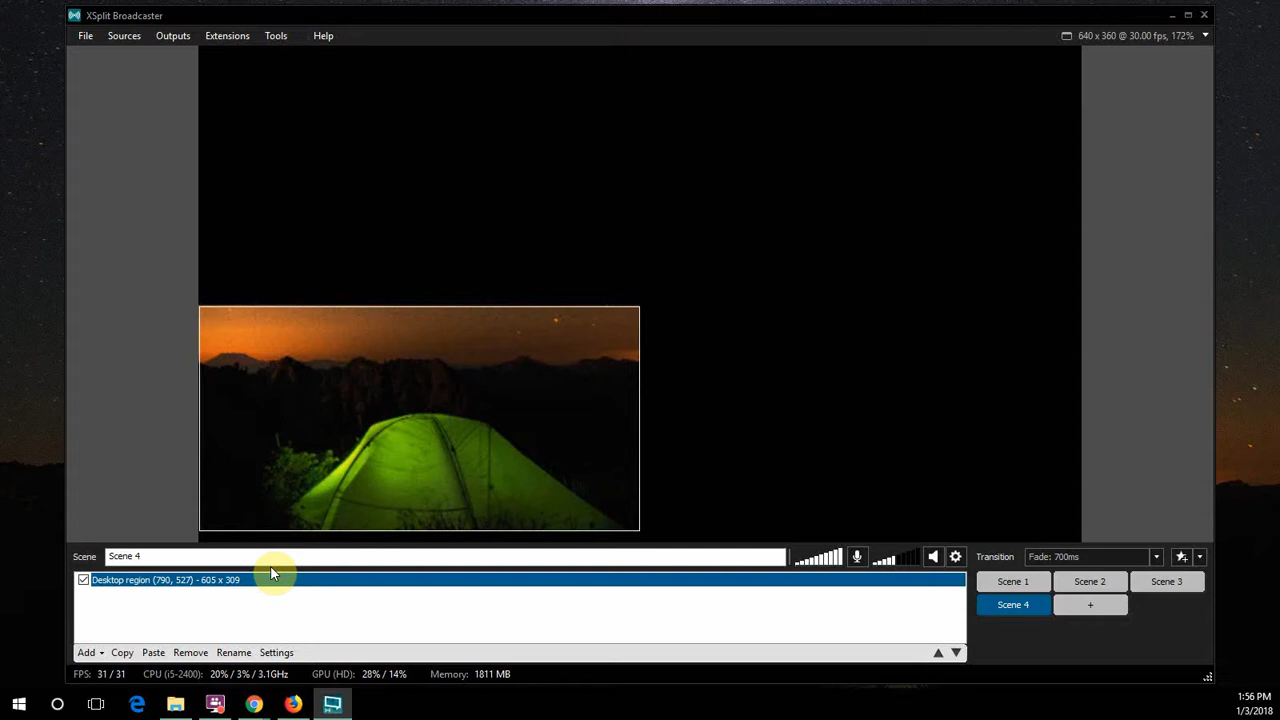 XSplit Broadcaster
File Sources Outputs Extensions Tools Help 640 x 360 @ 30.00 fps, 172%
Scene Scene 4 Transition Fade: 700ms
Desktop region (790, 527) - 605 x 309
Scene 1 Scene 2 Scene 3
Scene 4 +
Add Copy Paste Remove Rename Settings
FPS: 31 / 31 CPU (i5-2400): 20% / 3% / 3.1GHz GPU (HD): 28% / 14% Memory: 1811 MB
1:56 PM
1/3/2018